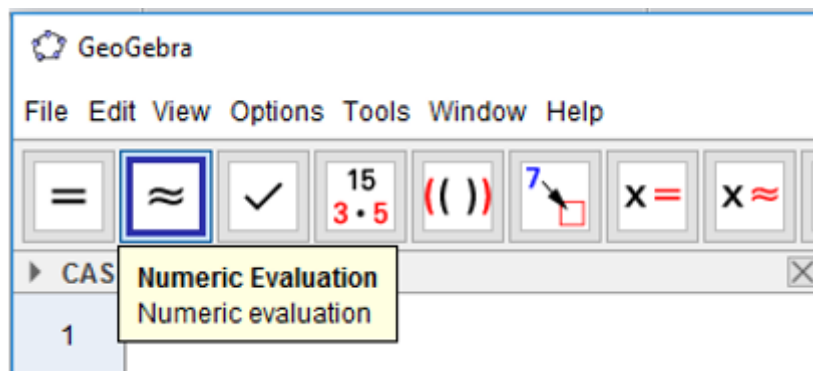 GeoGebra
File Edit View Options Tools Window Help
= ≈ ✓ 15 (( )) 7 x = x ≈
3 · 5
CAS
Numeric Evaluation
Numeric evaluation
1